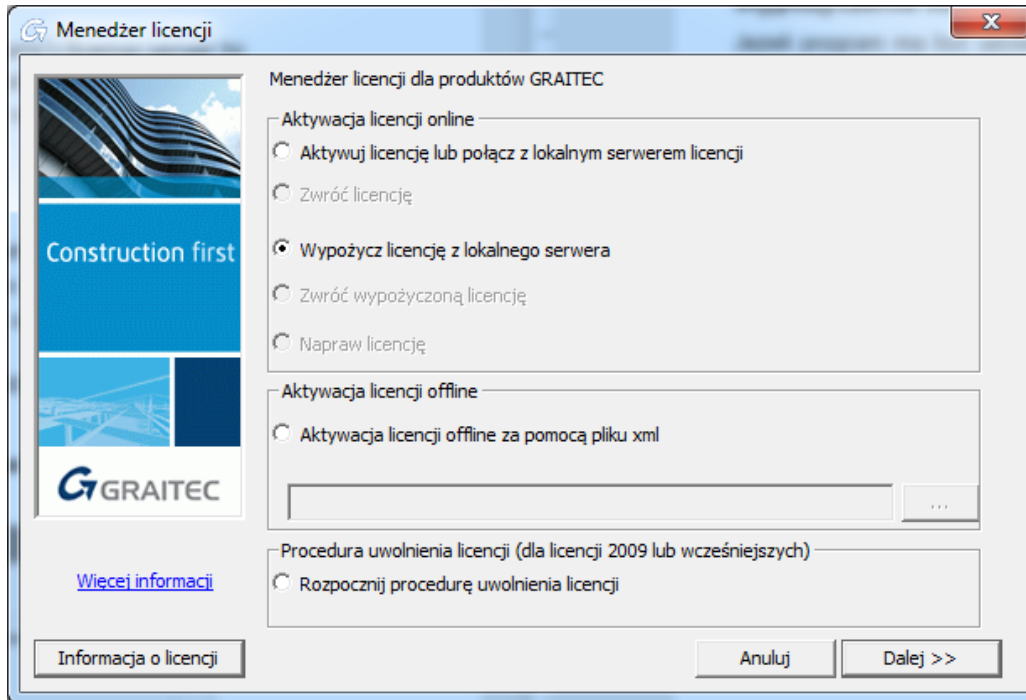 Menedżer licencji
Menedżer licencji dla produktów GRAITEC
Aktywacja licencji online
Aktywuj licencję lub połącz z lokalnym serwerem licencji
Zwróć licencję
Wypożycz licencję z lokalnego serwera
Zwróć wypożyczoną licencję
Napraw licencję
Aktywacja licencji offline
Aktywacja licencji offline za pomocą pliku xml
...
Procedura uwolnienia licencji (dla licencji 2009 lub wcześniejszych)
Rozpocznij procedurę uwolnienia licencji
Construction first
GRAITEC
Więcej informacji
Informacja o licencji
Anuluj
Dalej >>